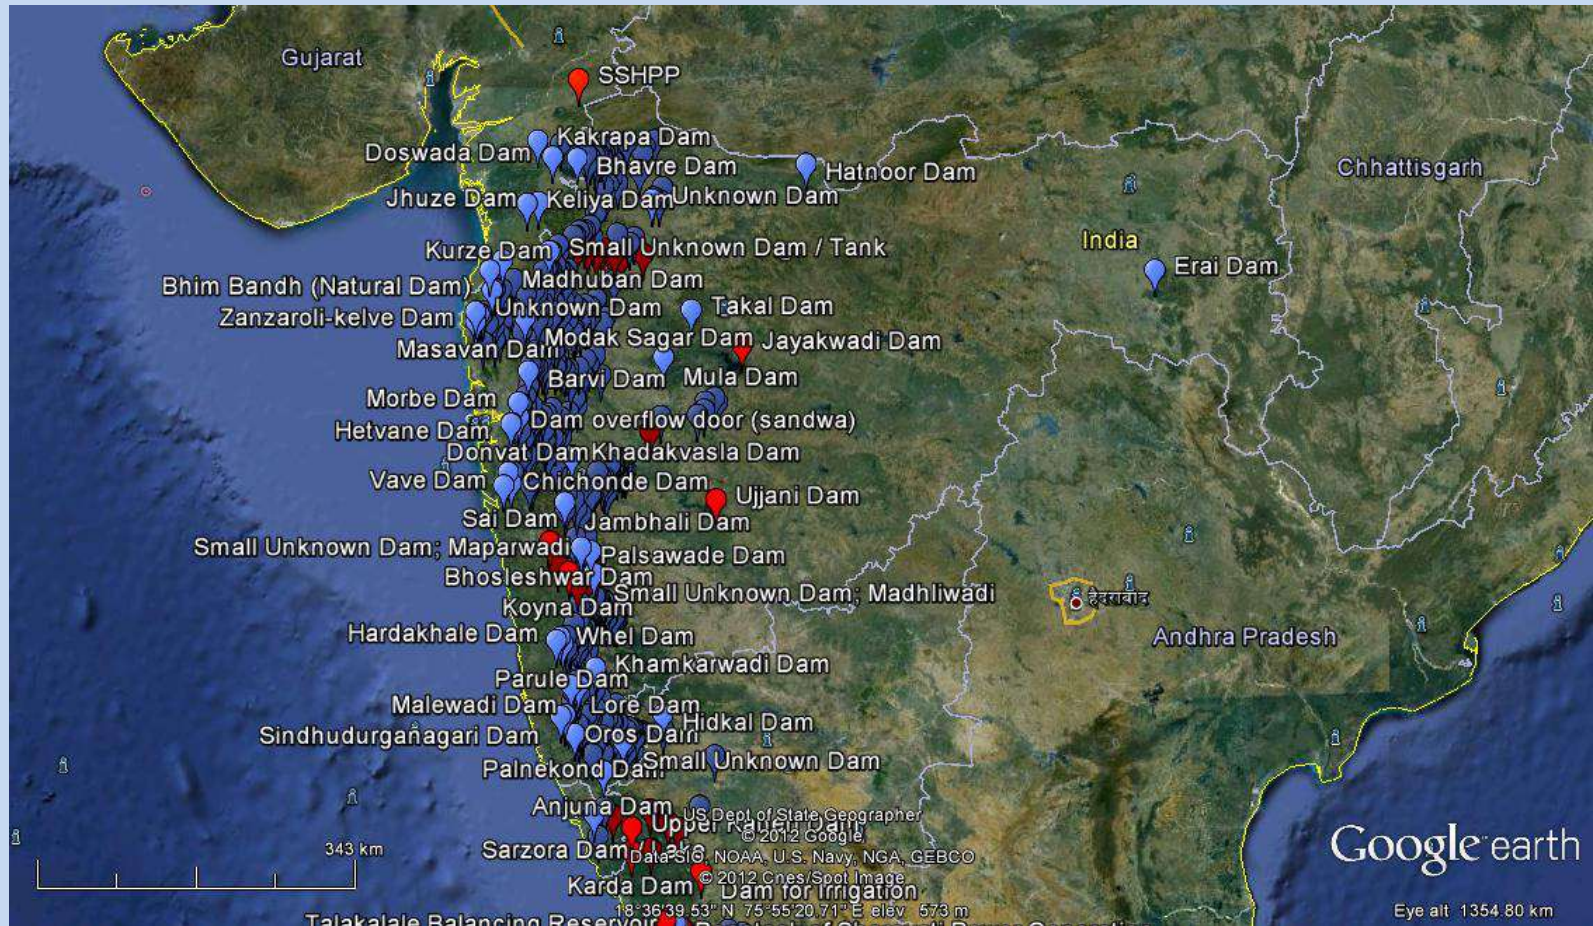 Gujarat
SSHPP
Kakrapa Dam
Doswada Dam
Bhavre Dam
Hatnoor Dam
Chhattisgarh
Jhuze Dam
Keliya Dam
Unknown Dam
India
Kurze Dam
Small Unknown Dam / Tank
Erai Dam
Bhim Bandh (Natural Dam)
Madhuban Dam
Zanzaroli-kelve Dam
Unknown Dam
Takal Dam
Masavan Dam
Modak Sagar Dam
Jayakwadi Dam
Barvi Dam
Mula Dam
Morbe Dam
Hetvane Dam
Dam overflow door (sandwa)
Donvat Dam
Khadakvasla Dam
Vave Dam
Chichonde Dam
Ujjani Dam
Sai Dam
Jambhali Dam
Small Unknown Dam; Maparwadi
Palsawade Dam
Bhosleshwar Dam
Small Unknown Dam; Madhliwadi
हैदराबाद
Koyna Dam
Hardakhale Dam
Whel Dam
Andhra Pradesh
Khamkarwadi Dam
Parule Dam
Malewadi Dam
Lore Dam
Hidkal Dam
Sindhudurganagari Dam
Oros Dam
Palnekond Dam
Small Unknown Dam
Anjuna Dam
US Dept of State Geographer
Upper
Dam
© 2012 Google
Sarzora Dam
Lake
Data SIO, NOAA, U.S. Navy, NGA, GEBCO
© 2012 Cnes/Spot Image
Karda Dam
Dam for Irrigation
343 km
Google earth
18°36'39.53" N 75°55'20.71" E elev 573 m
Eye alt 1354.80 km
Talakalale Balancing Reservoir